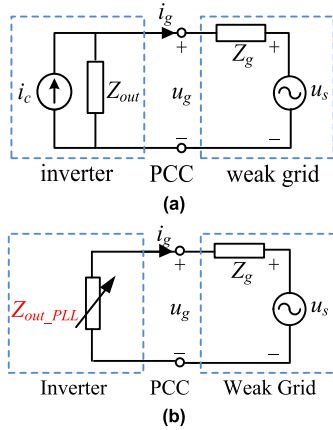 i_g
+ Z_g +
i_c Z_out u_g u_s
− −
inverter PCC weak grid
(a)
i_g
+ Z_g +
Z_out_PLL u_g u_s
− −
Inverter PCC Weak Grid
(b)